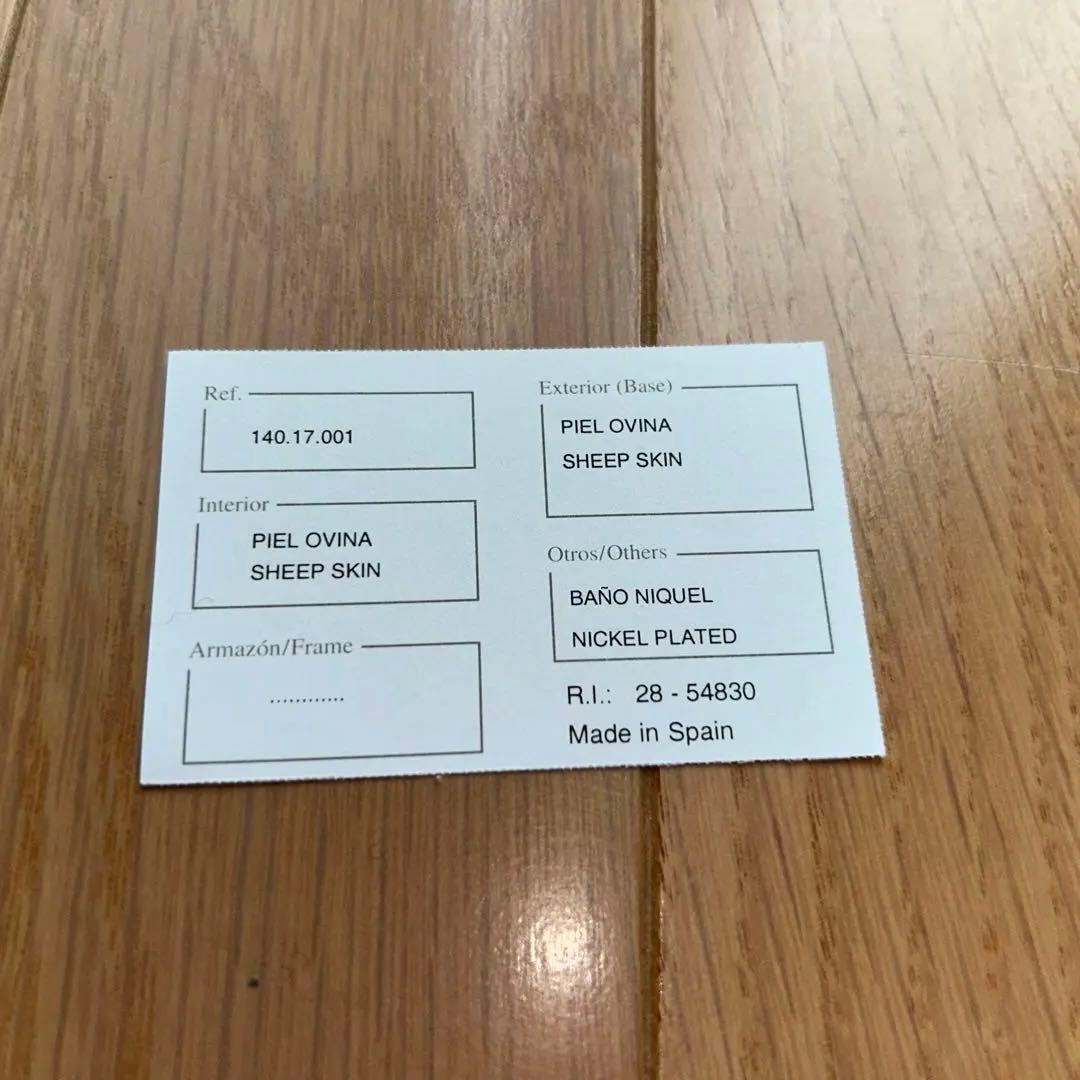 Ref.
140.17.001
Interior
PIEL OVINA
SHEEP SKIN
Armazón/Frame
............
Exterior (Base)
PIEL OVINA
SHEEP SKIN
Otros/Others
BAÑO NIQUEL
NICKEL PLATED
R.I.: 28 - 54830
Made in Spain